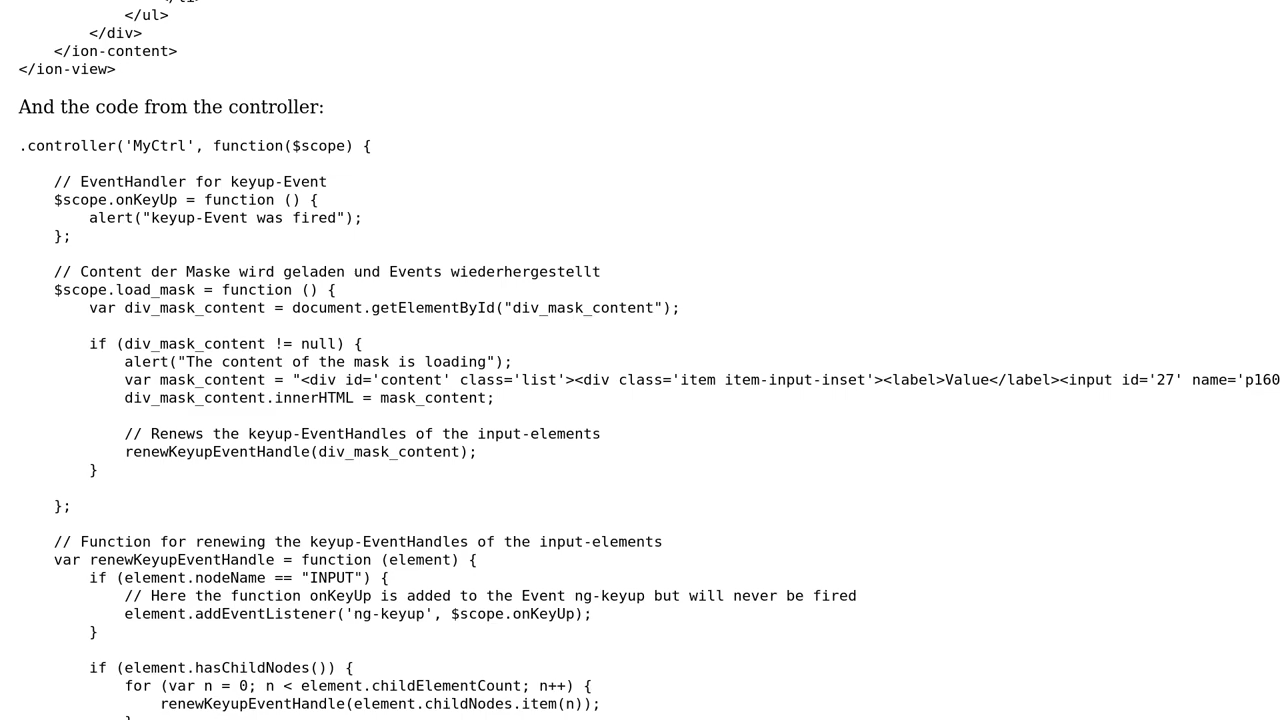 </ul>
</div>
</ion-content>
</ion-view>
And the code from the controller:
.controller('MyCtrl', function($scope) {
// EventHandler for keyup-Event
$scope.onKeyUp = function () {
alert("keyup-Event was fired");
};
// Content der Maske wird geladen und Events wiederhergestellt
$scope.load_mask = function () {
var div_mask_content = document.getElementById("div_mask_content");
if (div_mask_content != null) {
alert("The content of the mask is loading");
var mask_content = "<div id='content' class='list'><div class='item item-input-inset'><label>Value</label><input id='27' name='p160
div_mask_content.innerHTML = mask_content;
// Renews the keyup-EventHandles of the input-elements
renewKeyupEventHandle(div_mask_content);
}
};
// Function for renewing the keyup-EventHandles of the input-elements
var renewKeyupEventHandle = function (element) {
if (element.nodeName == "INPUT") {
// Here the function onKeyUp is added to the Event ng-keyup but will never be fired
element.addEventListener('ng-keyup', $scope.onKeyUp);
}
if (element.hasChildNodes()) {
for (var n = 0; n < element.childElementCount; n++) {
renewKeyupEventHandle(element.childNodes.item(n));